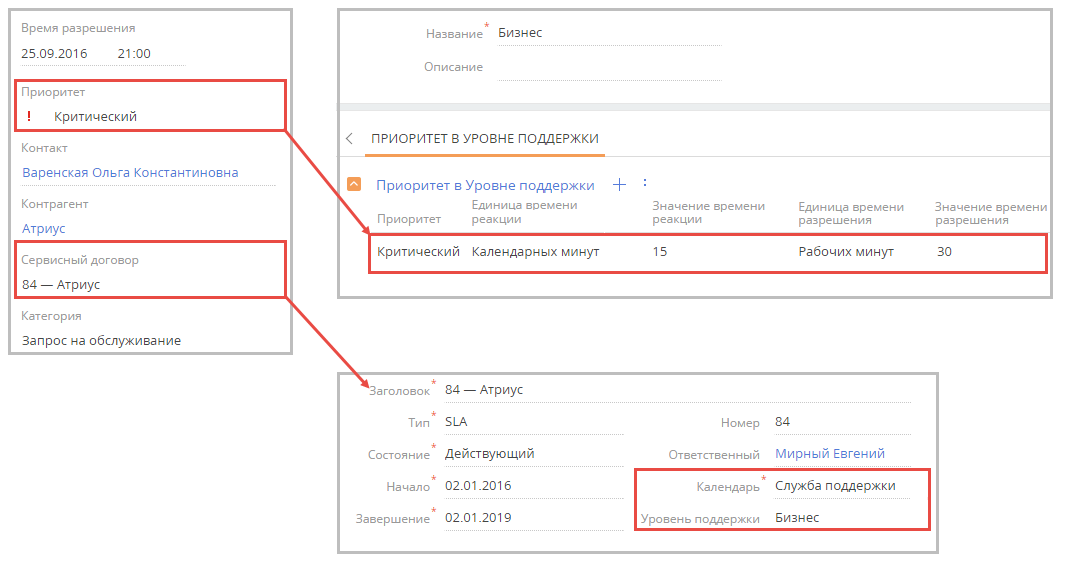 Время разрешения
25.09.2016 21:00
Приоритет
! Критический
Контакт
Варенская Ольга Константиновна
Контрагент
Атриус
Сервисный договор
84 — Атриус
Категория
Запрос на обслуживание
Название* Бизнес
Описание
ПРИОРИТЕТ В УРОВНЕ ПОДДЕРЖКИ
Приоритет в Уровне поддержки
Приоритет
Единица времени
реакции
Значение времени
реакции
Единица времени
разрешения
Значение времени
разрешения
Критический Календарных минут 15 Рабочих минут 30
Заголовок* 84 — Атриус
Тип* SLA Номер 84
Состояние* Действующий Ответственный Мирный Евгений
Начало* 02.01.2016 Календарь* Служба поддержки
Завершение* 02.01.2019 Уровень поддержки Бизнес